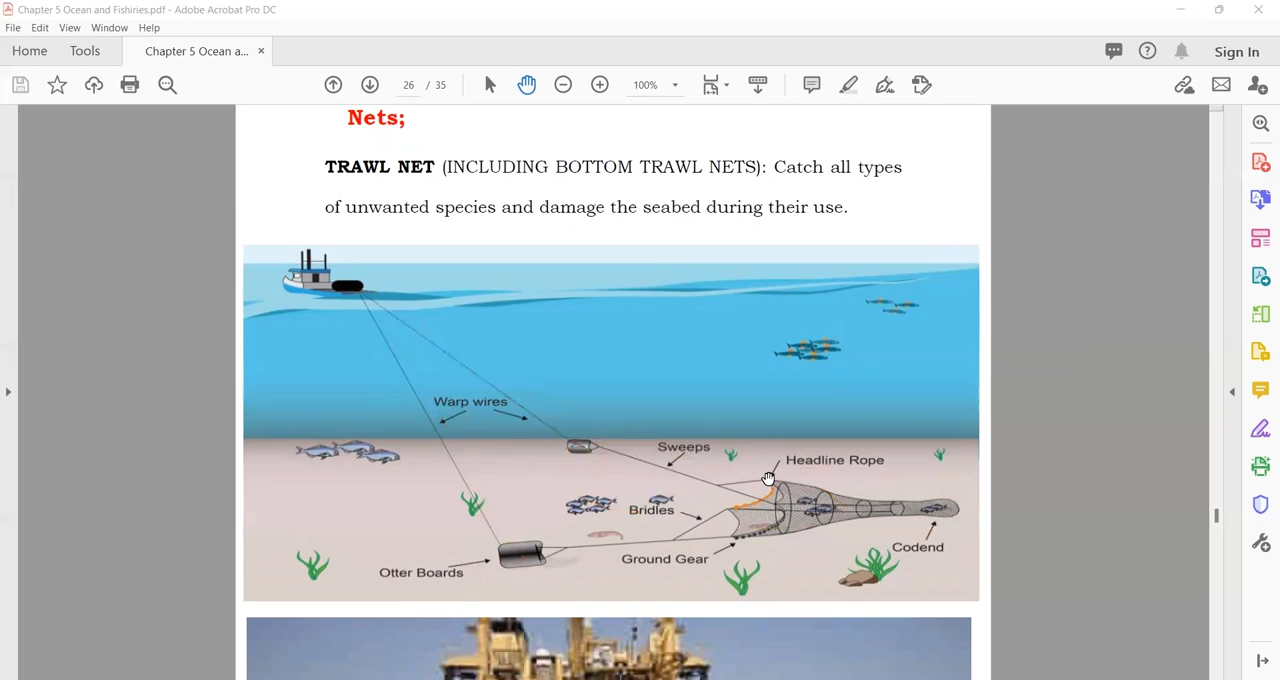 Chapter 5 Ocean and Fishiries.pdf - Adobe Acrobat Pro DC
File Edit View Window Help
Home Tools Chapter 5 Ocean a... × Sign In
26 / 35 100%
Nets;
TRAWL NET (INCLUDING BOTTOM TRAWL NETS): Catch all types
of unwanted species and damage the seabed during their use.
Warp wires
Sweeps
Headline Rope
Bridles
Ground Gear
Codend
Otter Boards